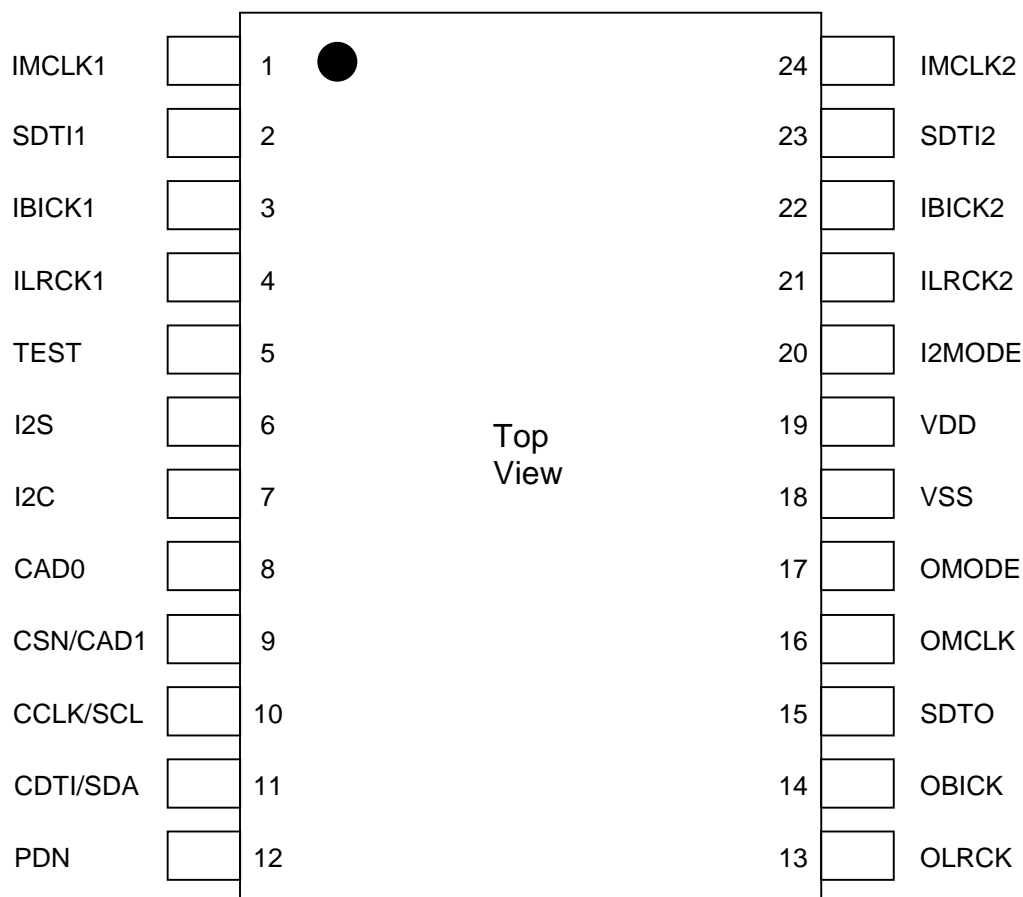 IMCLK1 1 24 IMCLK2
SDTI1 2 23 SDTI2
IBICK1 3 22 IBICK2
ILRCK1 4 21 ILRCK2
TEST 5 20 I2MODE
I2S 6 19 VDD
Top
View
I2C 7 18 VSS
CAD0 8 17 OMODE
CSN/CAD1 9 16 OMCLK
CCLK/SCL 10 15 SDTO
CDTI/SDA 11 14 OBICK
PDN 12 13 OLRCK